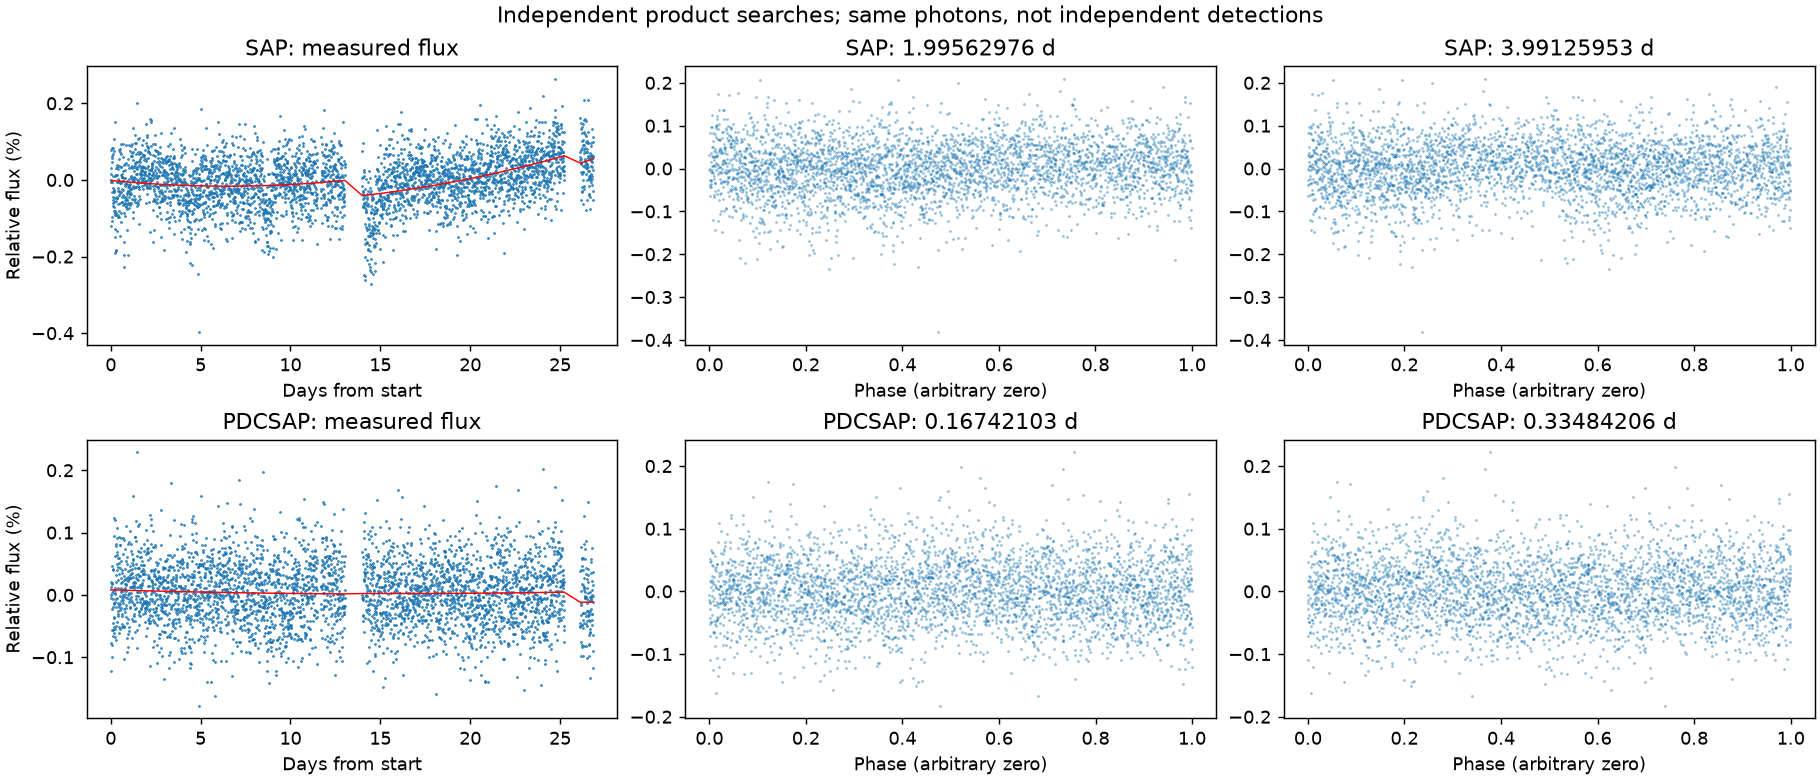 Independent product searches; same photons, not independent detections
SAP: measured flux
SAP: 1.99562976 d
SAP: 3.99125953 d
Relative flux (%)
0.2
0.0
−0.2
−0.4
0.2
0.1
0.0
−0.1
−0.2
−0.3
−0.4
0.2
0.1
0.0
−0.1
−0.2
−0.3
−0.4
0 5 10 15 20 25
0.0 0.2 0.4 0.6 0.8 1.0
0.0 0.2 0.4 0.6 0.8 1.0
Days from start
Phase (arbitrary zero)
Phase (arbitrary zero)
PDCSAP: measured flux
PDCSAP: 0.16742103 d
PDCSAP: 0.33484206 d
Relative flux (%)
0.2
0.1
0.0
−0.1
0.2
0.1
0.0
−0.1
−0.2
0.2
0.1
0.0
−0.1
−0.2
0 5 10 15 20 25
0.0 0.2 0.4 0.6 0.8 1.0
0.0 0.2 0.4 0.6 0.8 1.0
Days from start
Phase (arbitrary zero)
Phase (arbitrary zero)